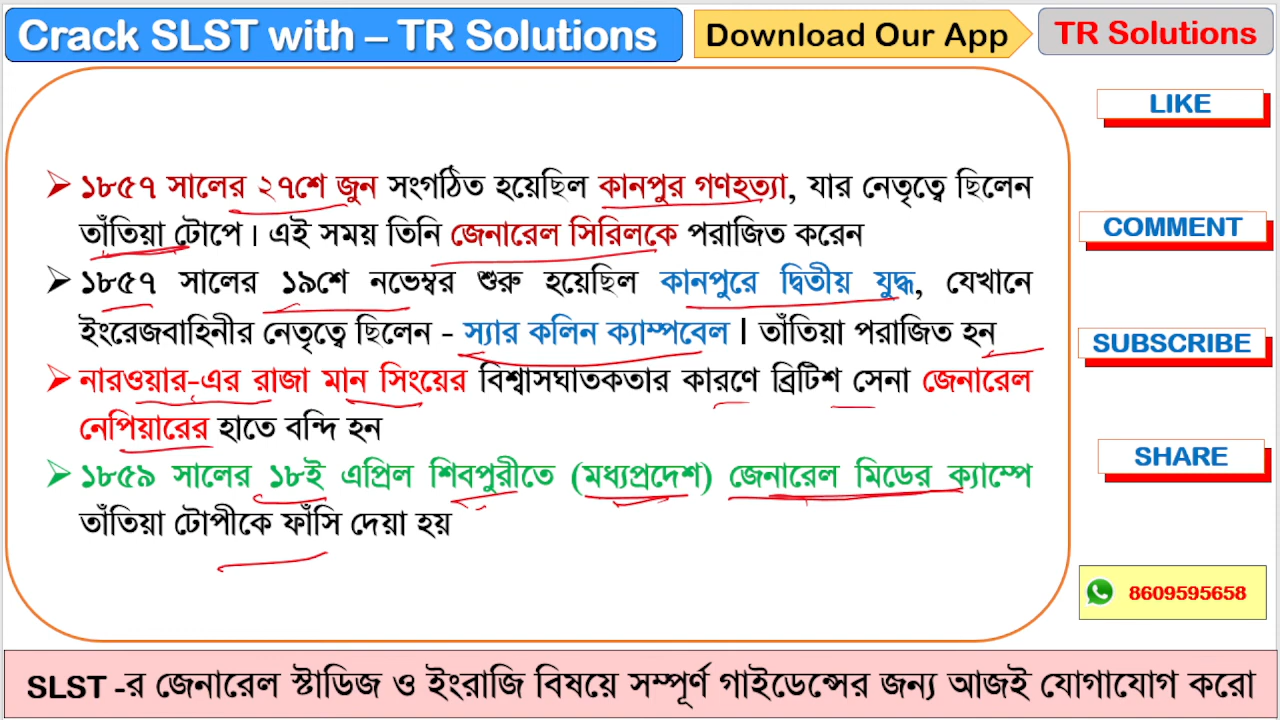 Crack SLST with – TR Solutions
Download Our App
TR Solutions
LIKE
১৮৫৭ সালের ২৭শে জুন সংগঠিত হয়েছিল কানপুর গণহত্যা, যার নেতৃত্বে ছিলেন
তাঁতিয়া টোপে। এই সময় তিনি জেনারেল সিরিলকে পরাজিত করেন
COMMENT
১৮৫৭ সালের ১৯শে নভেম্বর শুরু হয়েছিল কানপুরে দ্বিতীয় যুদ্ধ, যেখানে
ইংরেজবাহিনীর নেতৃত্বে ছিলেন - স্যার কলিন ক্যাম্পবেল। তাঁতিয়া পরাজিত হন
SUBSCRIBE
নারওয়ার-এর রাজা মান সিংয়ের বিশ্বাসঘাতকতার কারণে ব্রিটিশ সেনা জেনারেল
নেপিয়ারের হাতে বন্দি হন
SHARE
১৮৫৯ সালের ১৮ই এপ্রিল শিবপুরীতে (মধ্যপ্রদেশ) জেনারেল মিডের ক্যাম্পে
তাঁতিয়া টোপীকে ফাঁসি দেয়া হয়
8609595658
SLST -র জেনারেল স্টাডিজ ও ইংরাজি বিষয়ে সম্পূর্ণ গাইডেন্সের জন্য আজই যোগাযোগ করো